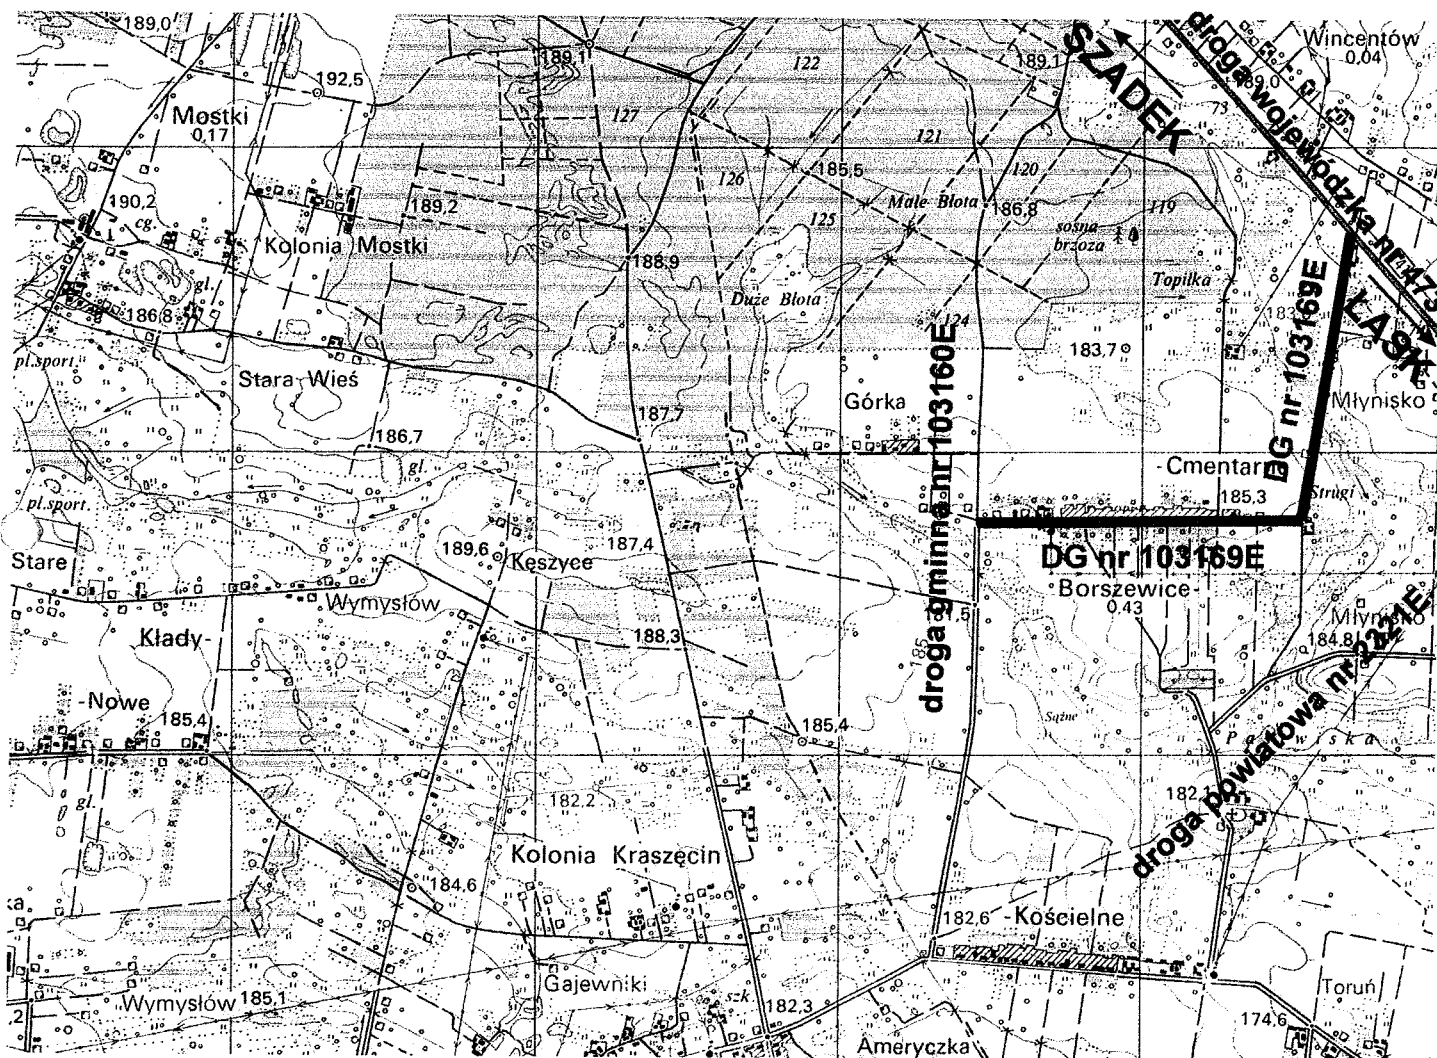 189,0
192,5
Mostki
0,17
190,2
cg.
Kolonia Mostki
gl.
186,8
pl.sport
Stara Wieś
186,7
gl.
pl.sport
Stare
189,6
Kęszyce
Wymysłów
Kłady-
-Nowe
185,4
gl.
184,6
Wymysłów 185,1
189,1
122
127
121
120
126
185,5
125
189,2
Małe Błota
186,8
119
sosna
brzoza
188,9
Duże Błota
124
Topiłka
183,7
187,7
Górka
187,4
188,3
185,4
182,2
Kolonia Kraszęcin
Gajewniki
szk.
182,3
Ameryczka
189,1
SZADEK
73
Wincentów
0,04
droga wojewódzka nr 473
ŁASK
DG nr 103169E
Młynisko
droga gminna nr 103160E
-Cmentarna
185,3
Strugi
DG nr 103169E
Borszewice-
0,43
Młynisko
184,8
Sążne
Pastwiska
droga powiatowa nr 2321E
182,1
182,6
-Kościelne
Toruń
174,6